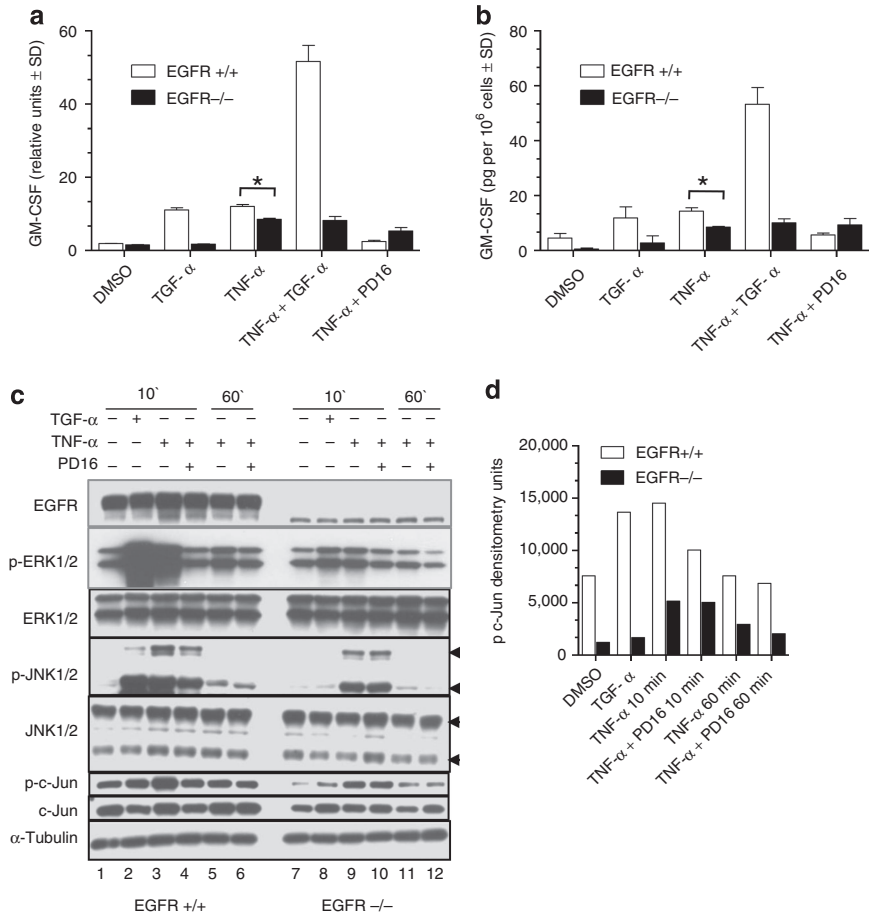 a
GM-CSF (relative units ± SD)
60
40
20
0
EGFR +/+
EGFR–/–
*
DMSO
TGF- α
TNF-α
TNF-α + TGF- α
TNF-α + PD16
b
GM-CSF (pg per 10⁶ cells ± SD)
80
60
40
20
0
EGFR +/+
EGFR–/–
*
DMSO
TGF- α
TNF-α
TNF-α + TGF- α
TNF-α + PD16
c
10` 60` 10` 60`
TGF-α – + – – – – – + – – – –
TNF-α – – + + + + – – + + + +
PD16 – – – + – + – – – + – +
EGFR
p-ERK1/2
ERK1/2
p-JNK1/2
JNK1/2
p-c-Jun
c-Jun
α-Tubulin
1 2 3 4 5 6 7 8 9 10 11 12
EGFR +/+ EGFR –/–
d
p c-Jun densitometry units
20,000
15,000
10,000
5,000
0
EGFR+/+
EGFR–/–
DMSO
TGF- α
TNF-α 10 min
TNF-α + PD16 10 min
TNF-α 60 min
TNF-α + PD16 60 min